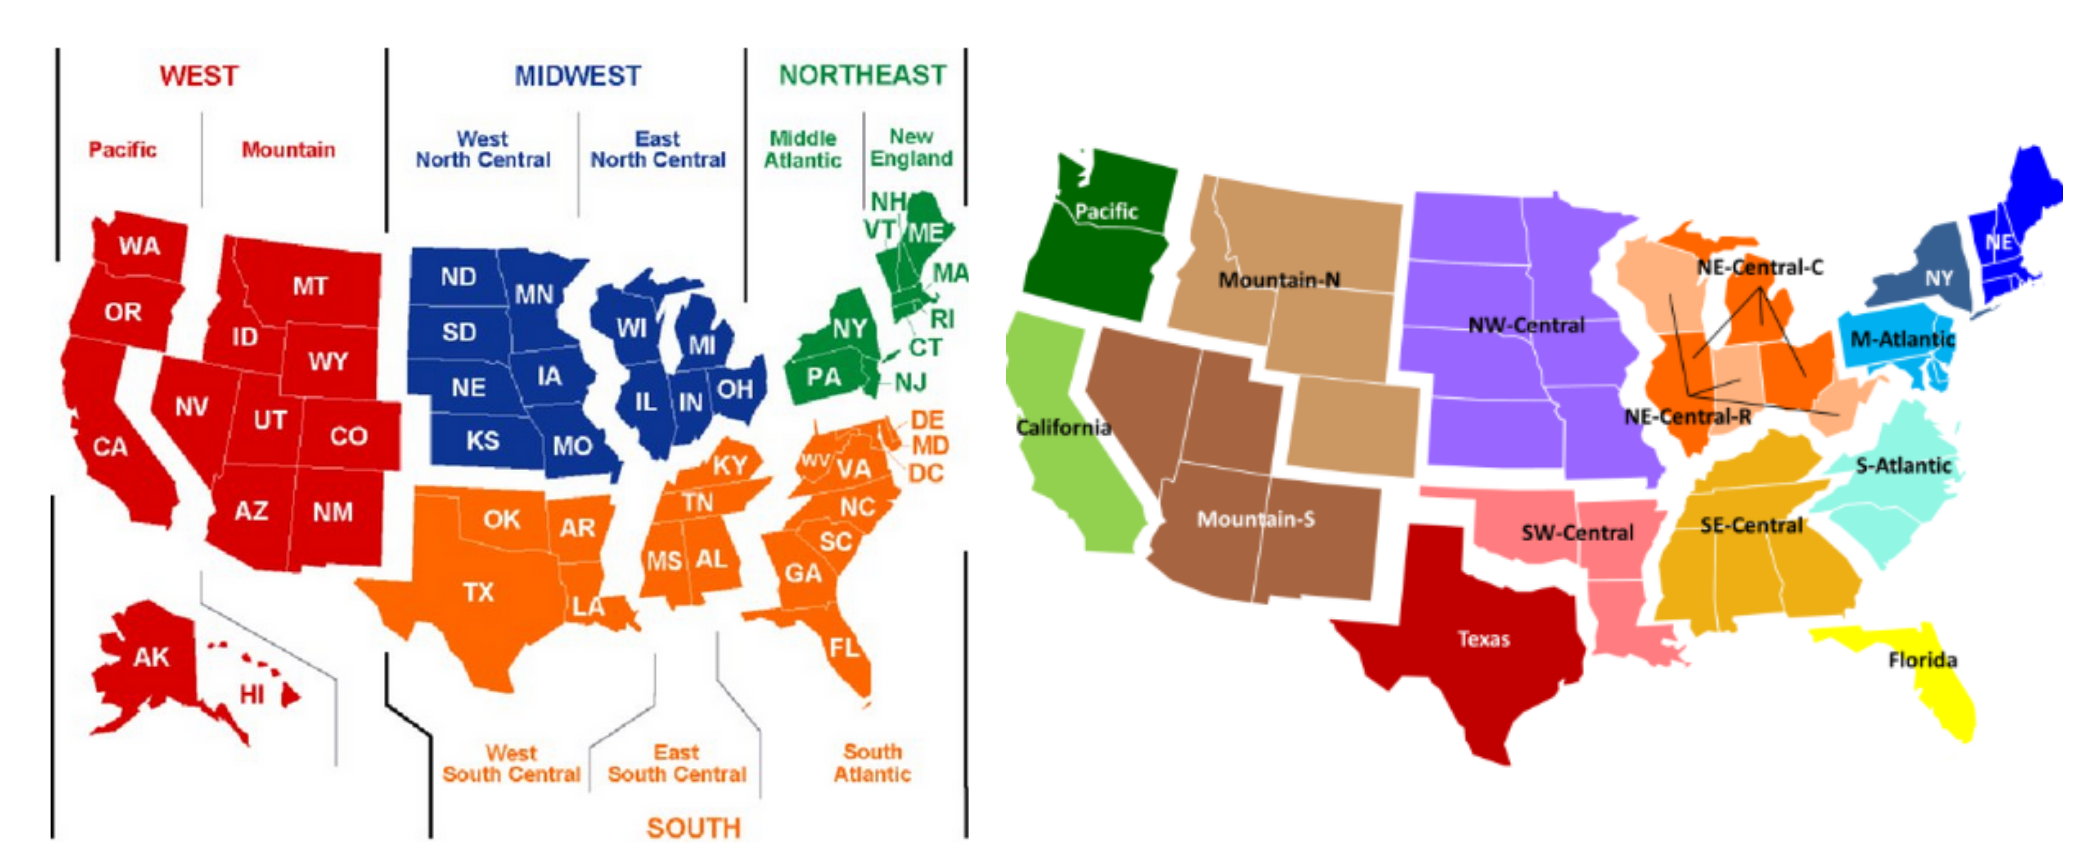 WEST
MIDWEST
NORTHEAST
Pacific
Mountain
West
North Central
East
North Central
Middle
Atlantic
New
England
WA
OR
CA
MT
ID
WY
NV
UT
CO
AZ
NM
AK
HI
ND
MN
SD
NE
IA
KS
MO
WI
MI
IL
IN
OH
NH
VT
ME
MA
RI
CT
NY
NJ
PA
DE
MD
DC
WV
VA
KY
TN
NC
SC
GA
MS
AL
FL
OK
AR
TX
LA
West
South Central
East
South Central
South
Atlantic
SOUTH
Pacific
Mountain-N
NW-Central
NE-Central-C
NE
NY
M-Atlantic
NE-Central-R
California
S-Atlantic
Mountain-S
SW-Central
SE-Central
Texas
Florida